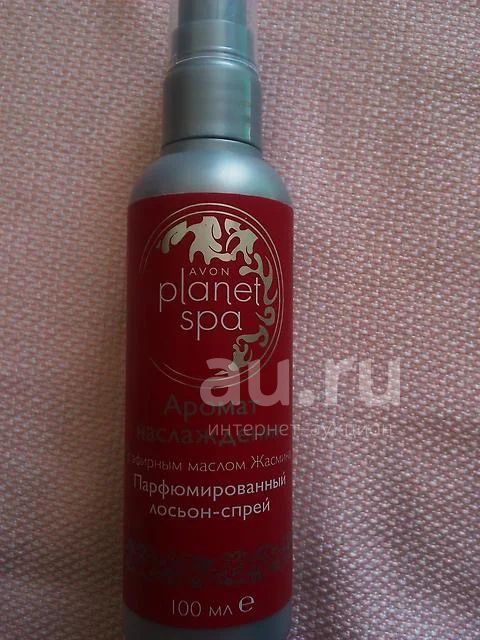 AVON
planet
spa
au.ru
интернет-аукцион
Аромат
наслаждения
с эфирным маслом Жасмина
Парфюмированный
лосьон-спрей
100 мл e